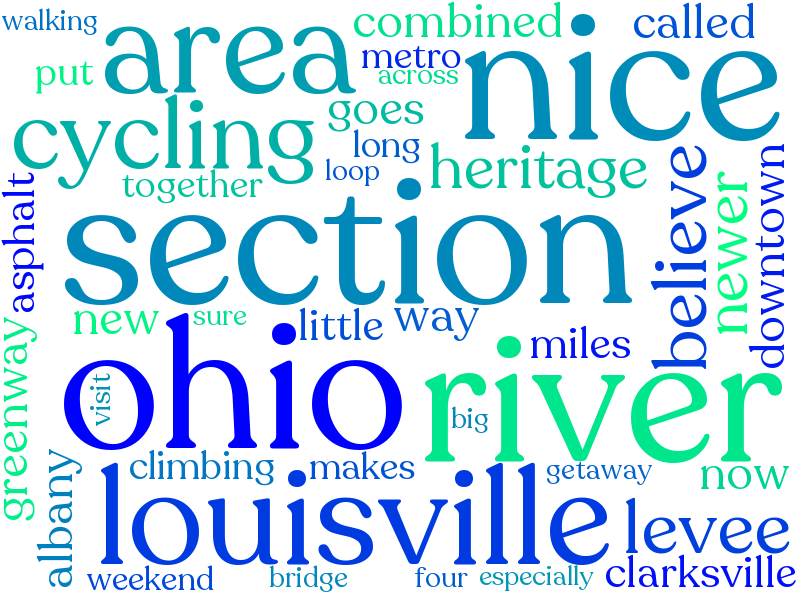 walking
area
combined
nice
called
put
metro
across
cycling
goes
long
loop
heritage
together
asphalt
section
believe
newer
downtown
new
sure
little
way
greenway
ohio
visit
river
miles
big
albany
climbing
makes
getaway
now
louisville
levee
weekend
bridge
four
especially
clarksville